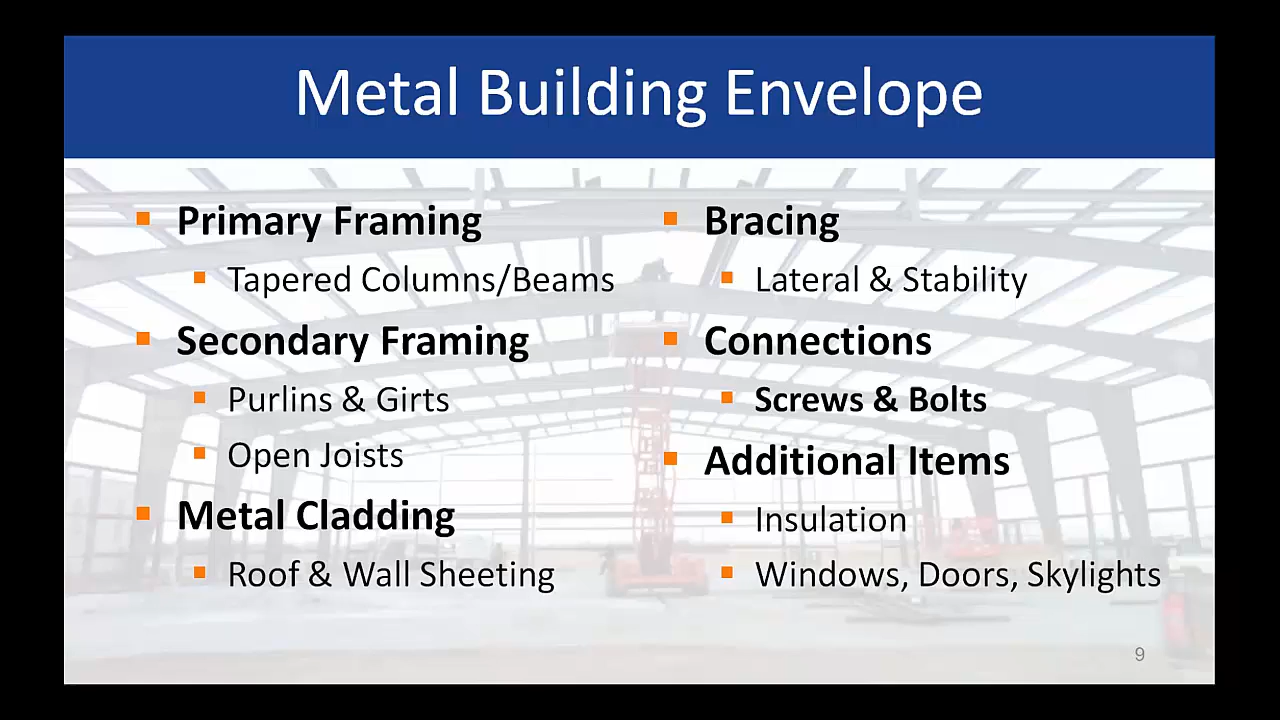 Metal Building Envelope
Primary Framing
Tapered Columns/Beams
Secondary Framing
Purlins & Girts
Open Joists
Metal Cladding
Roof & Wall Sheeting
Bracing
Lateral & Stability
Connections
Screws & Bolts
Additional Items
Insulation
Windows, Doors, Skylights
9